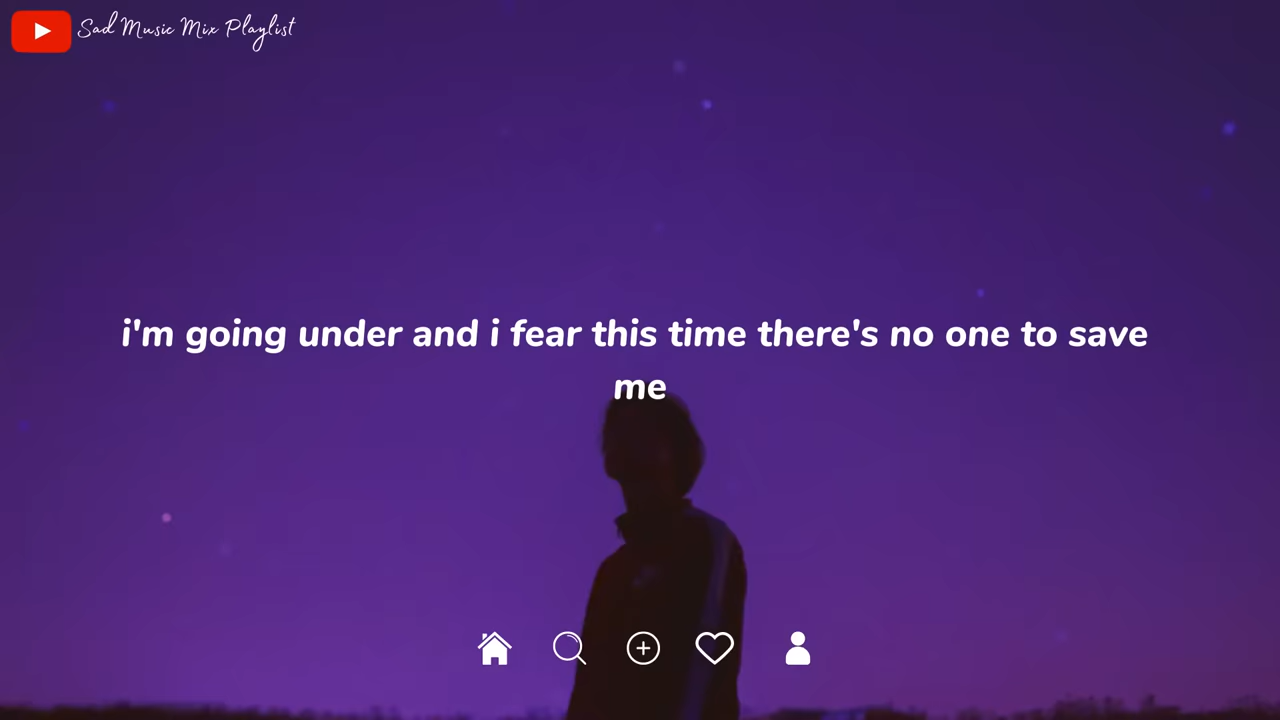 Sad Music Mix Playlist
i'm going under and i fear this time there's no one to save
me